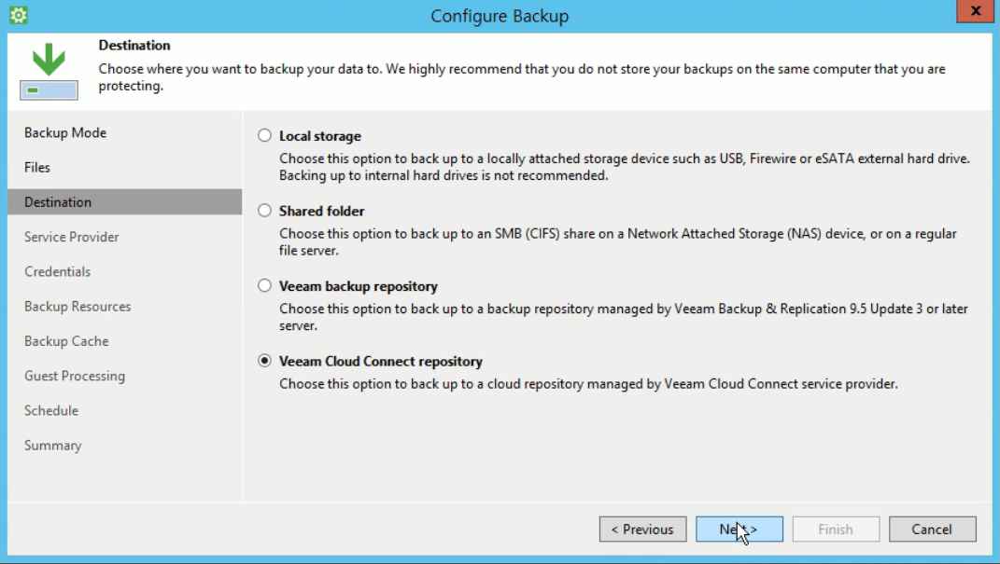 Configure Backup
x
Destination
Choose where you want to backup your data to. We highly recommend that you do not store your backups on the same computer that you are
protecting.
Backup Mode
Files
Destination
Service Provider
Credentials
Backup Resources
Backup Cache
Guest Processing
Schedule
Summary
Local storage
Choose this option to back up to a locally attached storage device such as USB, Firewire or eSATA external hard drive.
Backing up to internal hard drives is not recommended.
Shared folder
Choose this option to back up to an SMB (CIFS) share on a Network Attached Storage (NAS) device, or on a regular
file server.
Veeam backup repository
Choose this option to back up to a backup repository managed by Veeam Backup & Replication 9.5 Update 3 or later
server.
Veeam Cloud Connect repository
Choose this option to back up to a cloud repository managed by Veeam Cloud Connect service provider.
< Previous
Next >
Finish
Cancel